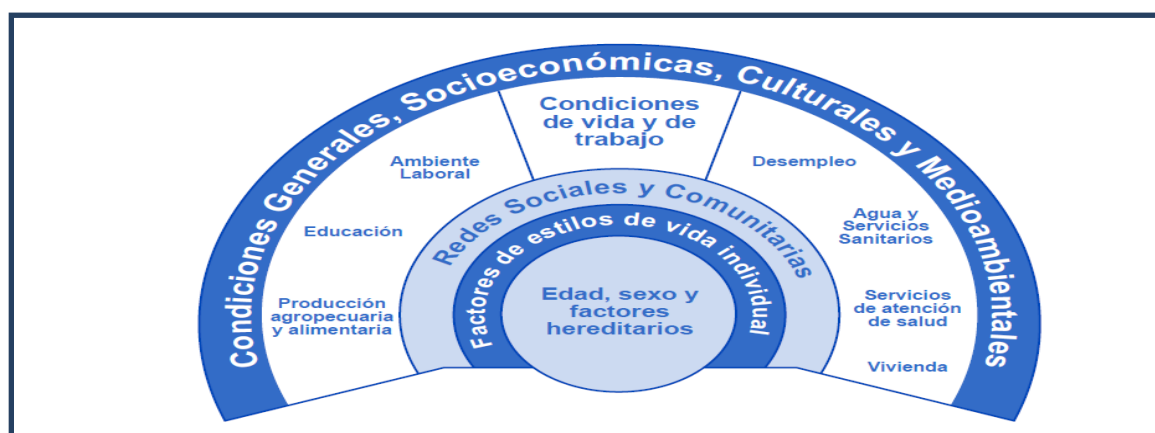 Condiciones Generales, Socioeconómicas, Culturales y Medioambientales
Condiciones
de vida y de
trabajo
Ambiente
Laboral
Desempleo
Educación
Agua y
Servicios
Sanitarios
Producción
agropecuaria
y alimentaria
Servicios
de atención
de salud
Vivienda
Redes Sociales y Comunitarias
Factores de estilos de vida individual
Edad, sexo y
factores
hereditarios